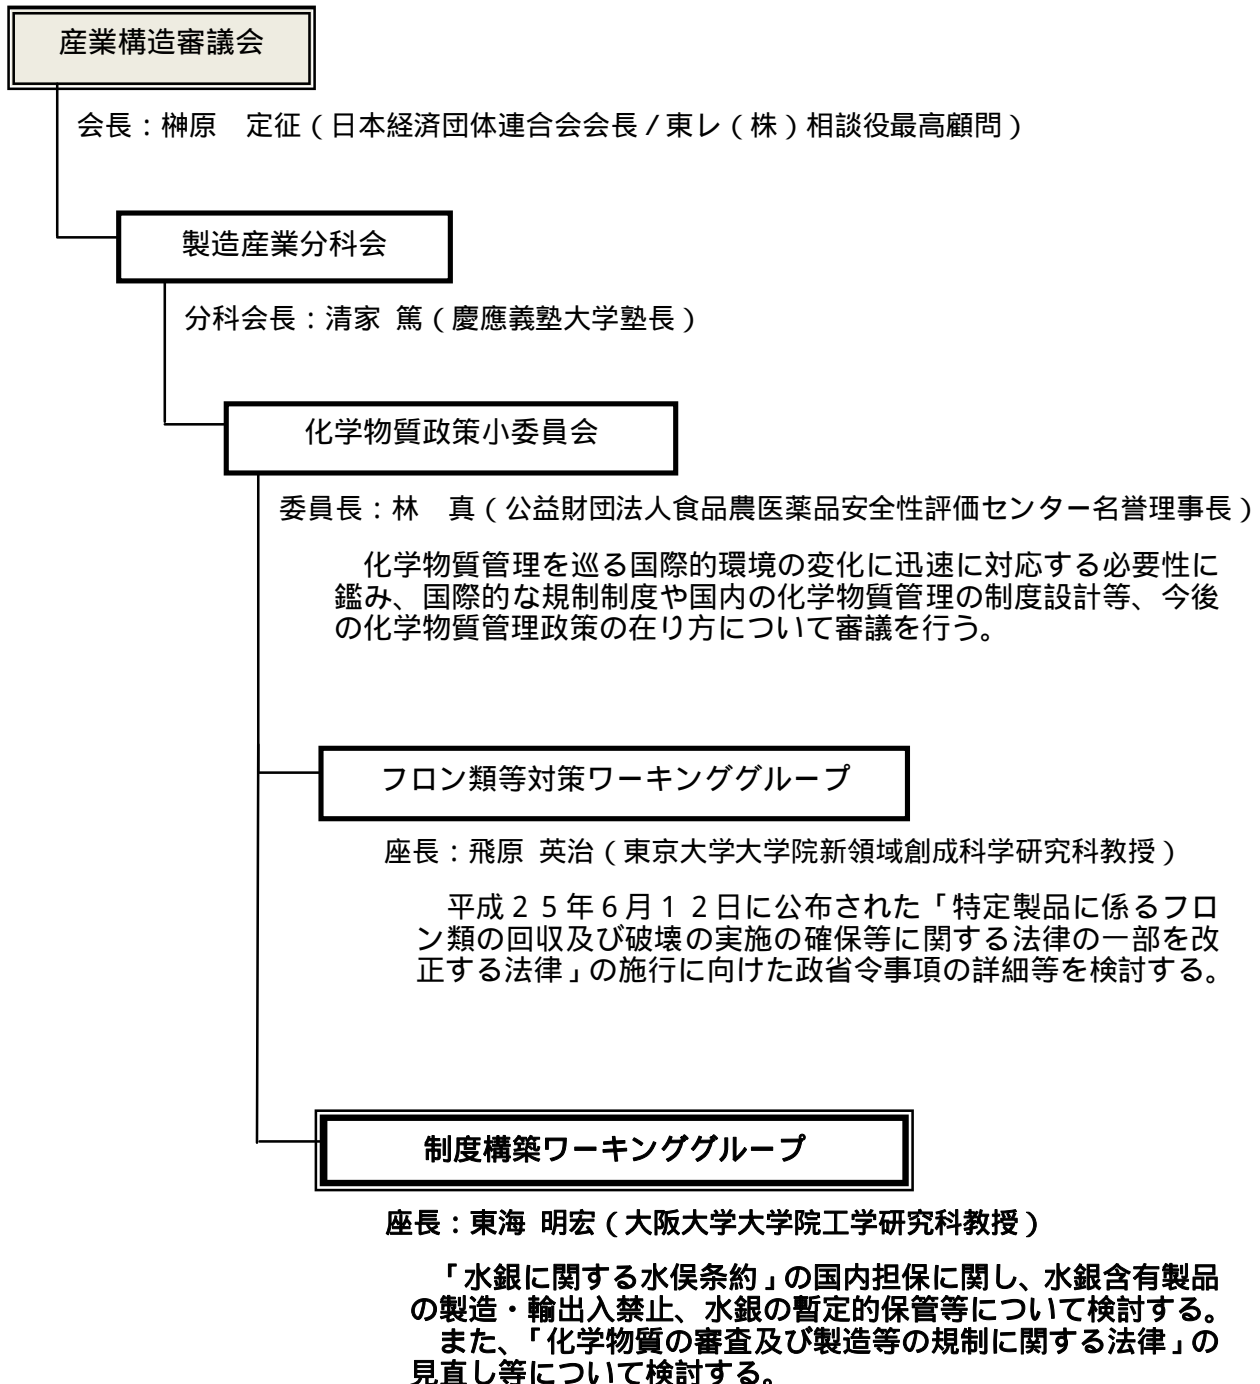 産業構造審議会
会長：榊原　定征（日本経済団体連合会会長／東レ（株）相談役最高顧問）
製造産業分科会
分科会長：清家 篤（慶應義塾大学塾長）
化学物質政策小委員会
委員長：林　真（公益財団法人食品農医薬品安全性評価センター名誉理事長）
化学物質管理を巡る国際的環境の変化に迅速に対応する必要性に
鑑み、国際的な規制制度や国内の化学物質管理の制度設計等、今後
の化学物質管理政策の在り方について審議を行う。
フロン類等対策ワーキンググループ
座長：飛原 英治（東京大学大学院新領域創成科学研究科教授）
平成２５年６月１２日に公布された「特定製品に係るフロ
ン類の回収及び破壊の実施の確保等に関する法律の一部を改
正する法律」の施行に向けた政省令事項の詳細等を検討する。
制度構築ワーキンググループ
座長：東海 明宏（大阪大学大学院工学研究科教授）
「水銀に関する水俣条約」の国内担保に関し、水銀含有製品
の製造・輸出入禁止、水銀の暫定的保管等について検討する。
また、「化学物質の審査及び製造等の規制に関する法律」の
見直し等について検討する。